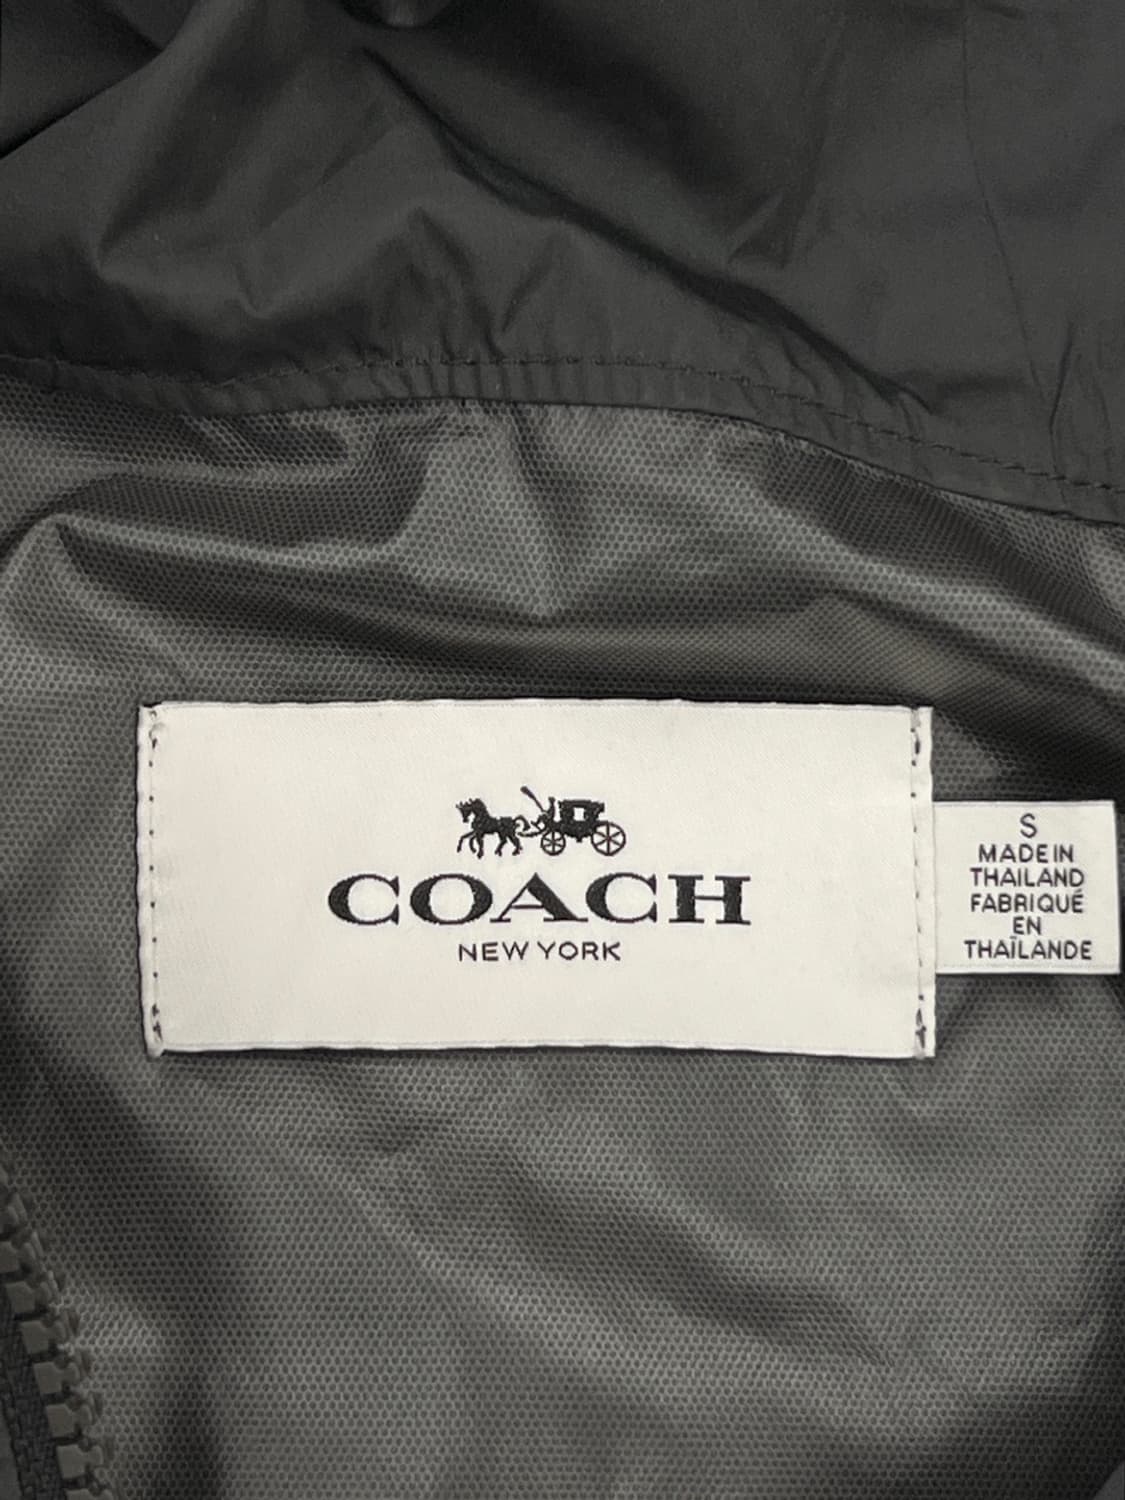 COACH
NEW YORK
S
MADE IN
THAILAND
FABRIQUÉ
EN
THAÏLANDE